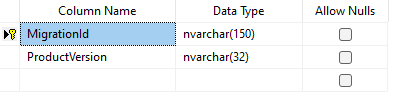 Column Name Data Type Allow Nulls
MigrationId nvarchar(150)
ProductVersion nvarchar(32)